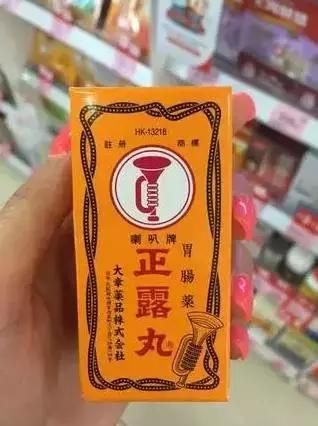 HK-13218
註冊 商標
喇叭牌
胃腸薬
正露丸
大幸薬品株式会社